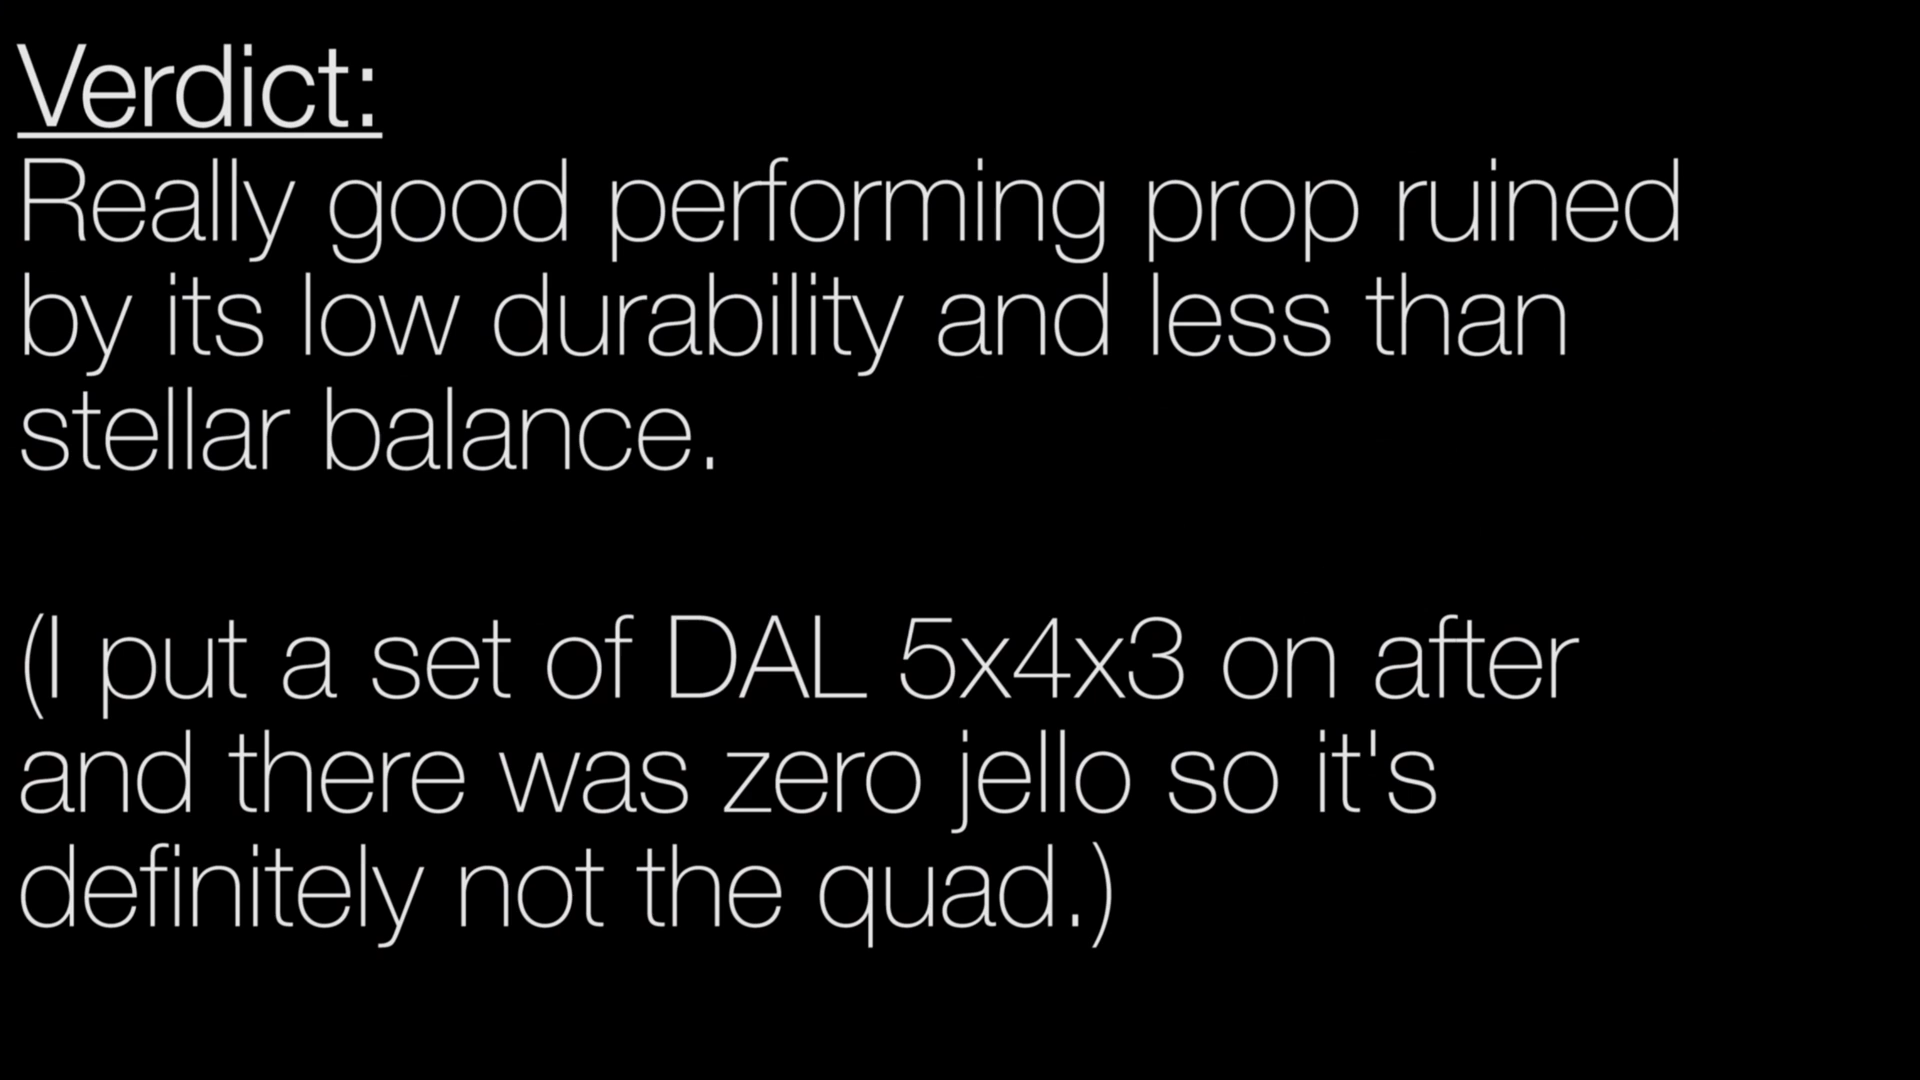 Verdict:
Really good performing prop ruined
by its low durability and less than
stellar balance.
(I put a set of DAL 5x4x3 on after
and there was zero jello so it's
definitely not the quad.)